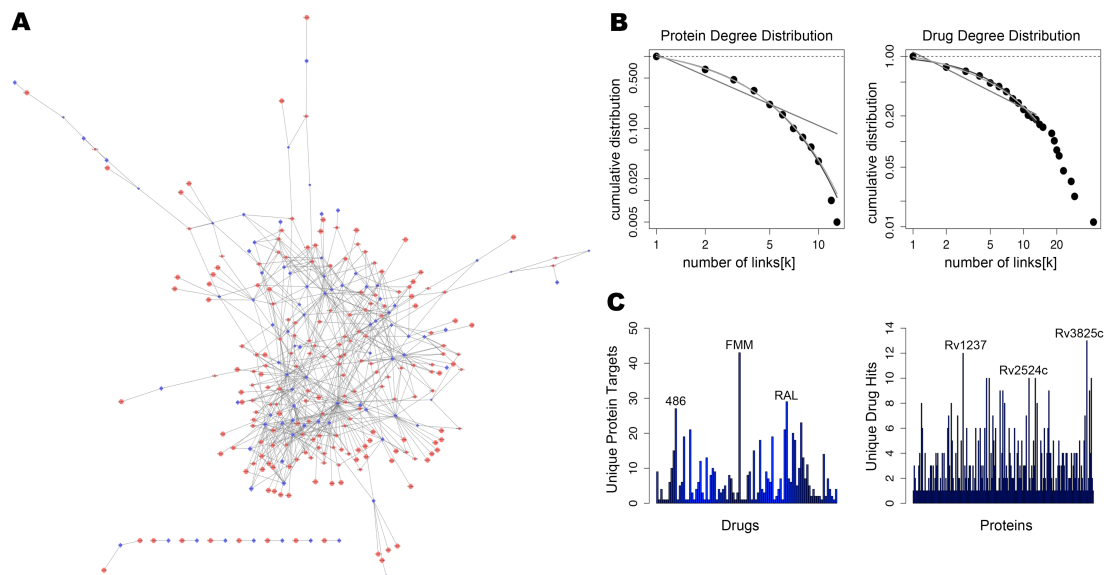 A
B
Protein Degree Distribution
cumulative distribution
0.500
0.100
0.020
0.005
1
2
5
10
number of links[k]
Drug Degree Distribution
cumulative distribution
1.00
0.20
0.05
0.01
1
2
5
10
20
number of links[k]
C
Unique Protein Targets
50
40
30
20
10
0
486
FMM
RAL
Drugs
Unique Drug Hits
14
12
10
8
6
4
2
0
Rv1237
Rv2524c
Rv3825c
Proteins